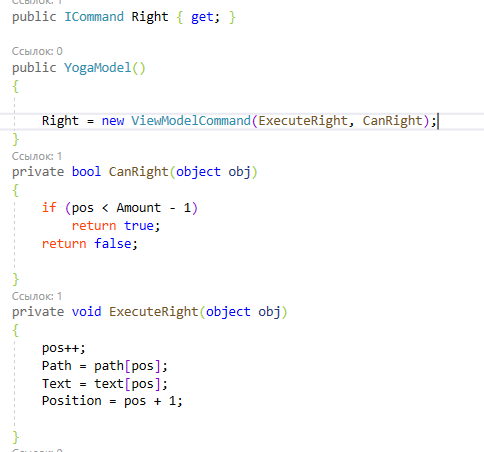 Ссылок: 1
public ICommand Right { get; }
Ссылок: 0
public YogaModel()
{
Right = new ViewModelCommand(ExecuteRight, CanRight);
}
Ссылок: 1
private bool CanRight(object obj)
{
if (pos < Amount - 1)
return true;
return false;
}
Ссылок: 1
private void ExecuteRight(object obj)
{
pos++;
Path = path[pos];
Text = text[pos];
Position = pos + 1;
}